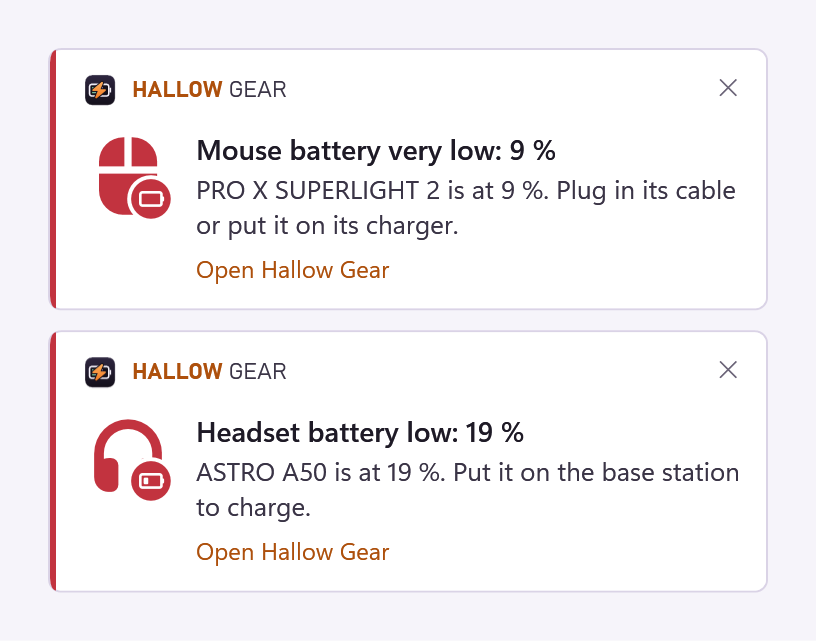 HALLOW GEAR
Mouse battery very low: 9 %
PRO X SUPERLIGHT 2 is at 9 %. Plug in its cable
or put it on its charger.
Open Hallow Gear
HALLOW GEAR
Headset battery low: 19 %
ASTRO A50 is at 19 %. Put it on the base station
to charge.
Open Hallow Gear